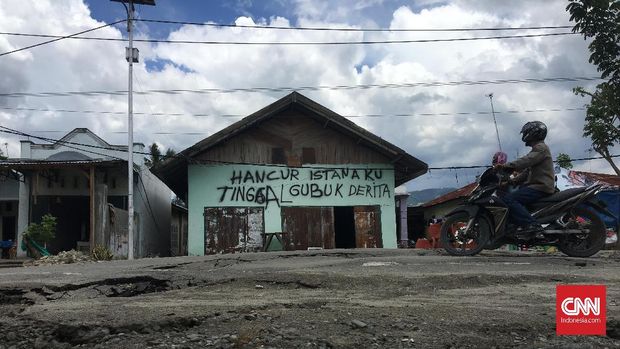 HANCUR ISTANA KU
TINGGAL GUBUK DERITA
CNN
Indonesia.com